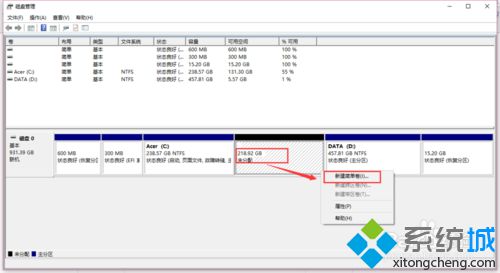 磁盘管理
文件(F) 操作(A) 查看(V) 帮助(H)
卷 布局 类型 文件系统 状态 容量 可用空间 % 可用
简单 基本 状态良好 (... 600 MB 600 MB 100 %
简单 基本 状态良好 (... 300 MB 300 MB 100 %
简单 基本 状态良好 (... 15.20 GB 15.20 GB 100 %
Acer (C:) 简单 基本 NTFS 状态良好 (... 238.57 GB 131.30 GB 55 %
DATA (D:) 简单 基本 NTFS 状态良好 (... 457.81 GB 5.57 GB 1 %
磁盘 0
基本
931.39 GB
联机
600 MB
状态良好 (恢复分区)
300 MB
状态良好 (EFI
Acer (C:)
238.57 GB NTFS
状态良好 (启动, 页面文件, 故障转储, 主
218.92 GB
未分配
DATA (D:)
457.81 GB NTFS
状态良好 (主分区)
15.20 GB
状态良好 (恢复分区)
新建简单卷(I)...
新建跨区卷(N)...
新建带区卷(T)...
属性(P)
帮助(H)
未分配 主分区
系统城
xitongcheng.com